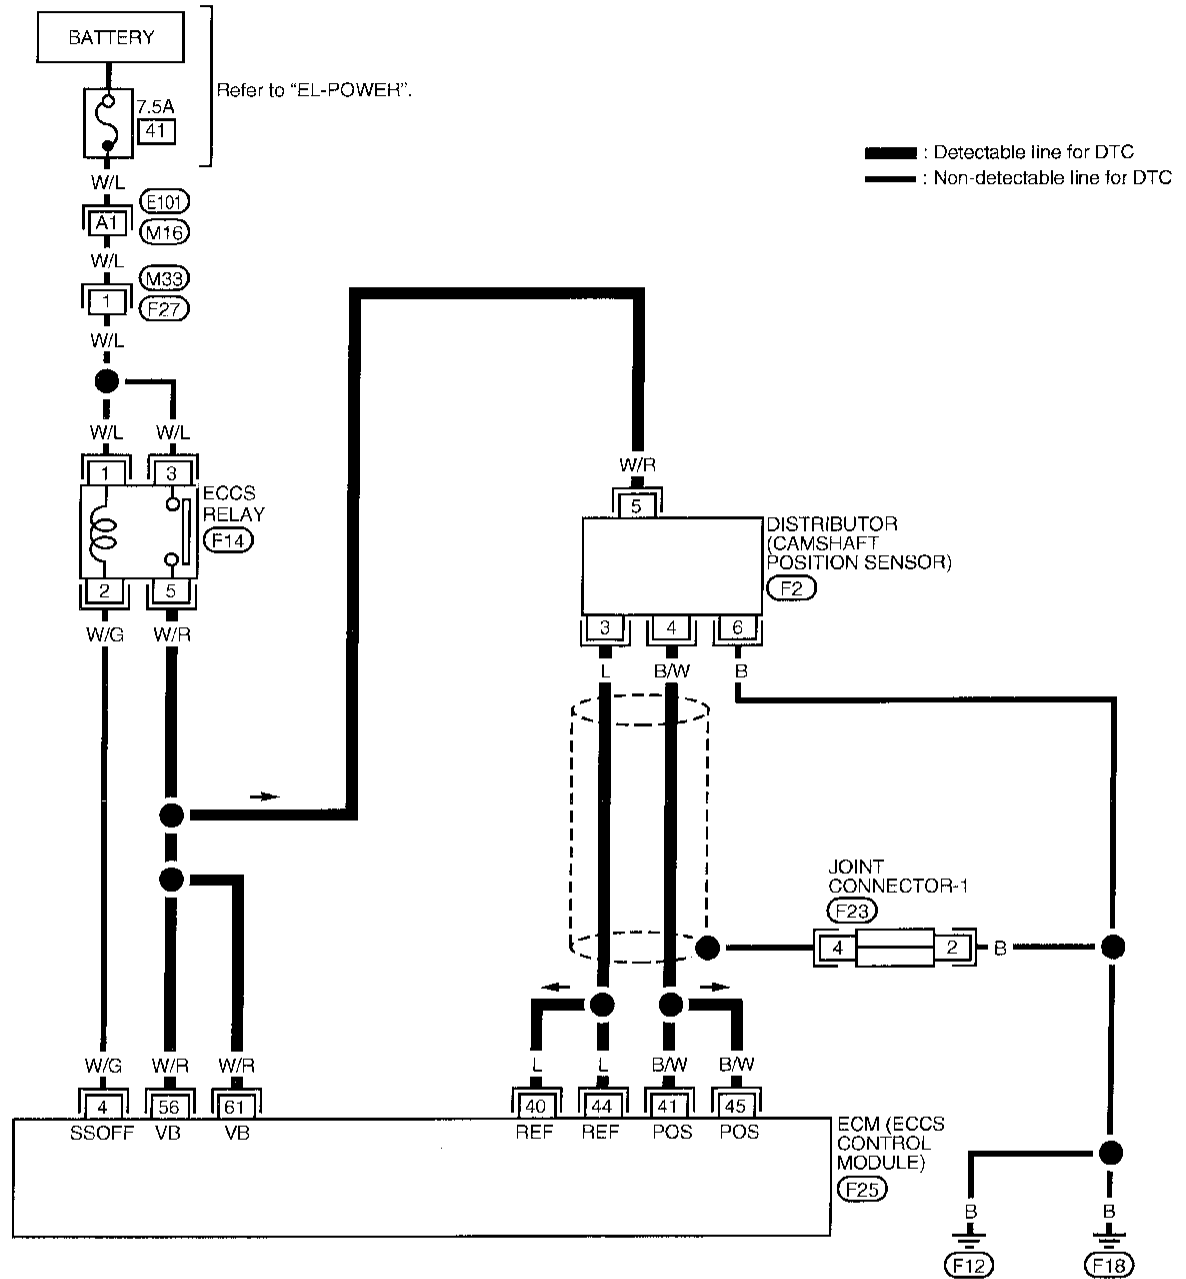 BATTERY
Refer to "EL-POWER".
7.5A
41
: Detectable line for DTC
: Non-detectable line for DTC
W/L
E101
A1
M16
W/L
M33
1
F27
W/L
W/L W/L
1 3
ECCS
RELAY
F14
2 5
W/G W/R
W/R
5
DISTRIBUTOR
(CAMSHAFT
POSITION SENSOR)
F2
3 4 6
L B/W B
JOINT
CONNECTOR-1
F23
4 2 B
W/G W/R W/R L L B/W B/W
4 56 61 40 44 41 45
SSOFF VB VB REF REF POS POS
ECM (ECCS
CONTROL
MODULE)
F25
B B
F12 F18